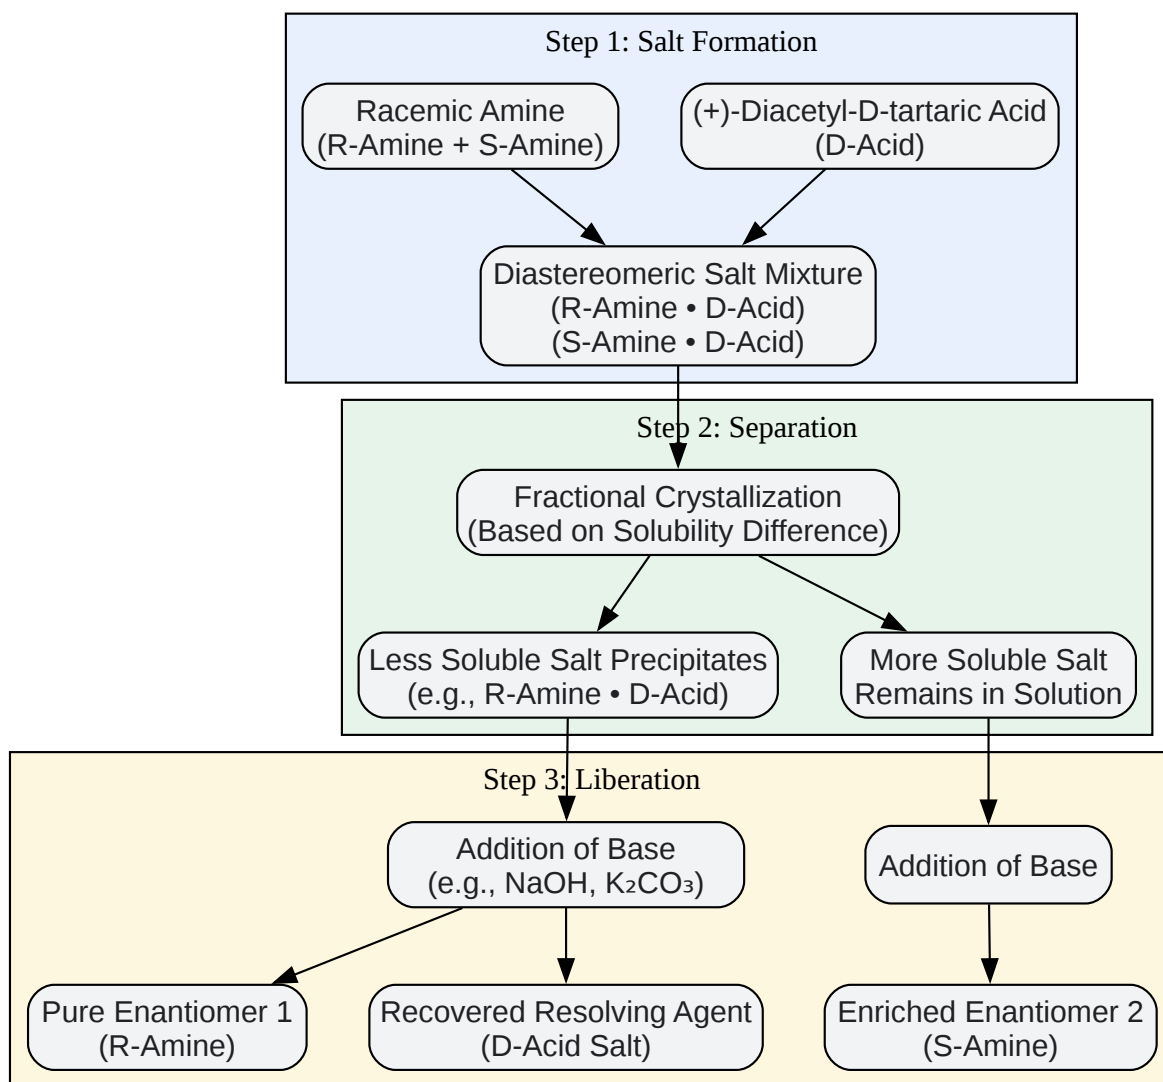 Step 1: Salt Formation
Racemic Amine
(R-Amine + S-Amine)
(+)-Diacetyl-D-tartaric Acid
(D-Acid)
Diastereomeric Salt Mixture
(R-Amine • D-Acid)
(S-Amine • D-Acid)
Step 2: Separation
Fractional Crystallization
(Based on Solubility Difference)
Less Soluble Salt Precipitates
(e.g., R-Amine • D-Acid)
More Soluble Salt
Remains in Solution
Step 3: Liberation
Addition of Base
(e.g., NaOH, K₂CO₃)
Addition of Base
Pure Enantiomer 1
(R-Amine)
Recovered Resolving Agent
(D-Acid Salt)
Enriched Enantiomer 2
(S-Amine)